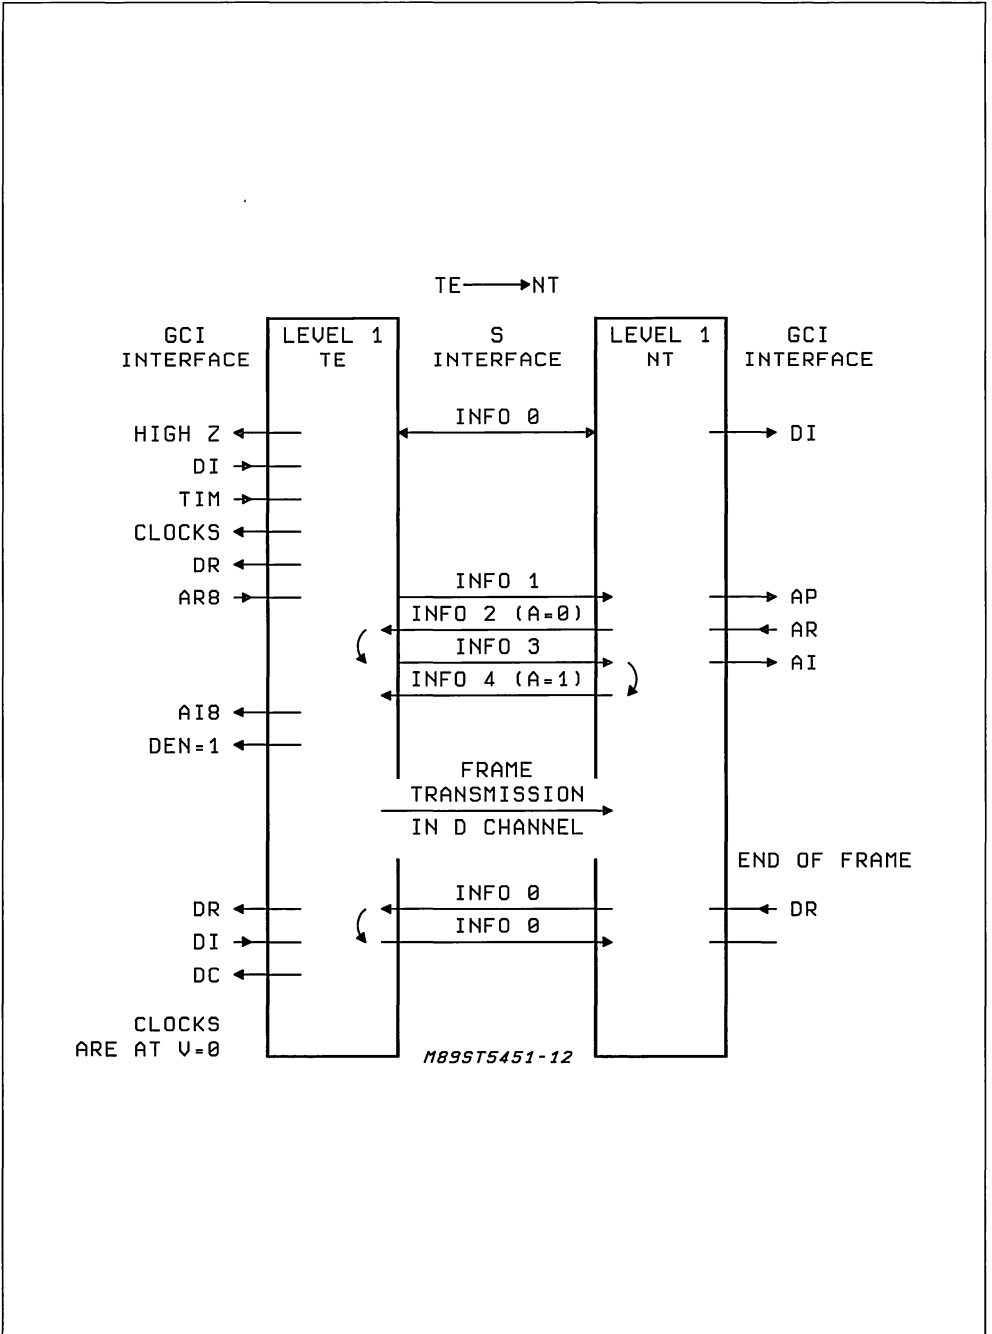 TE NT
GCI INTERFACE
LEVEL 1 TE
S INTERFACE
LEVEL 1 NT
GCI INTERFACE
INFO 0
HIGH Z
DI
DI
TIM
CLOCKS
DR
INFO 1
AR8
AP
INFO 2 (A=0)
AR
INFO 3
AI
INFO 4 (A=1)
AI8
DEN=1
FRAME
TRANSMISSION
IN D CHANNEL
END OF FRAME
INFO 0
DR
DR
INFO 0
DI
DC
CLOCKS
ARE AT V=0
M89ST5451-12